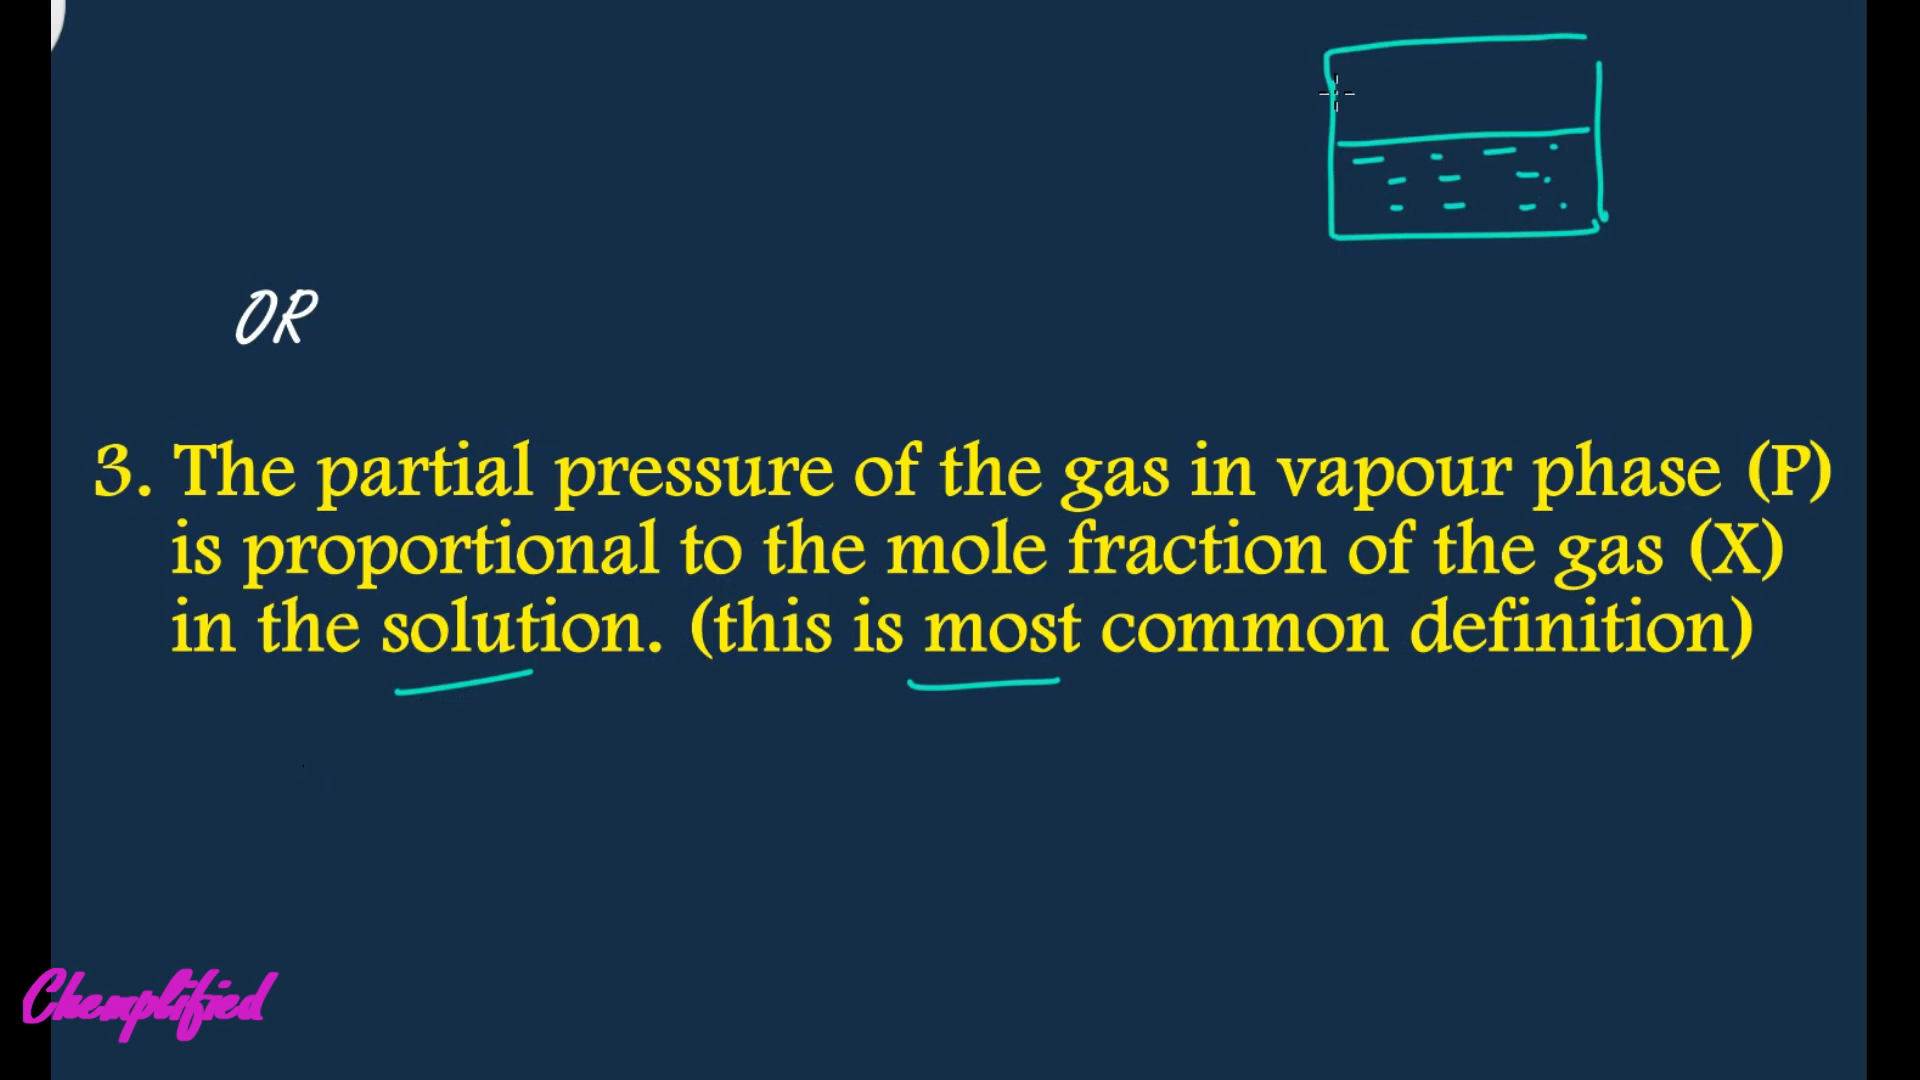 OR
3. The partial pressure of the gas in vapour phase (P)
is proportional to the mole fraction of the gas (X)
in the solution. (this is most common definition)
Chemplified